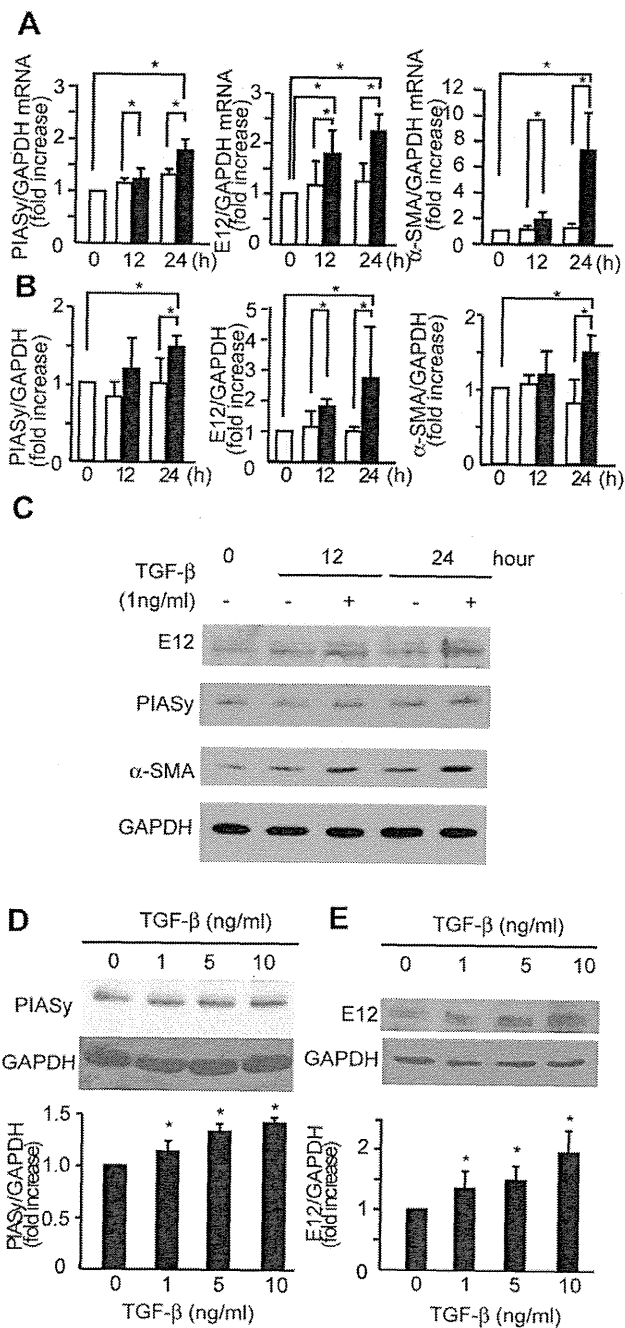 A
PIASy/GAPDH mRNA
(fold increase)
3
2
1
0
*
*
*
0 12 24 (h)
E12/GAPDH mRNA
(fold increase)
3
2
1
0
*
*
*
*
0 12 24 (h)
α-SMA/GAPDH mRNA
(fold increase)
12
10
8
6
4
2
0
*
*
*
0 12 24 (h)
B
PIASy/GAPDH
(fold increase)
2
1
0
*
*
0 12 24 (h)
E12/GAPDH
(fold increase)
5
4
3
2
1
0
*
*
*
0 12 24 (h)
α-SMA/GAPDH
(fold increase)
2
1
0
*
*
0 12 24 (h)
C
TGF-β 0 12 24 hour
(1ng/ml) - - + - +
E12
PIASy
α-SMA
GAPDH
D
TGF-β (ng/ml)
0 1 5 10
PIASy
GAPDH
PIASy/GAPDH
(fold increase)
1.5
1.0
0.5
0
* * *
0 1 5 10
TGF-β (ng/ml)
E
TGF-β (ng/ml)
0 1 5 10
E12
GAPDH
E12/GAPDH
(fold increase)
2
1
0
* * *
0 1 5 10
TGF-β (ng/ml)